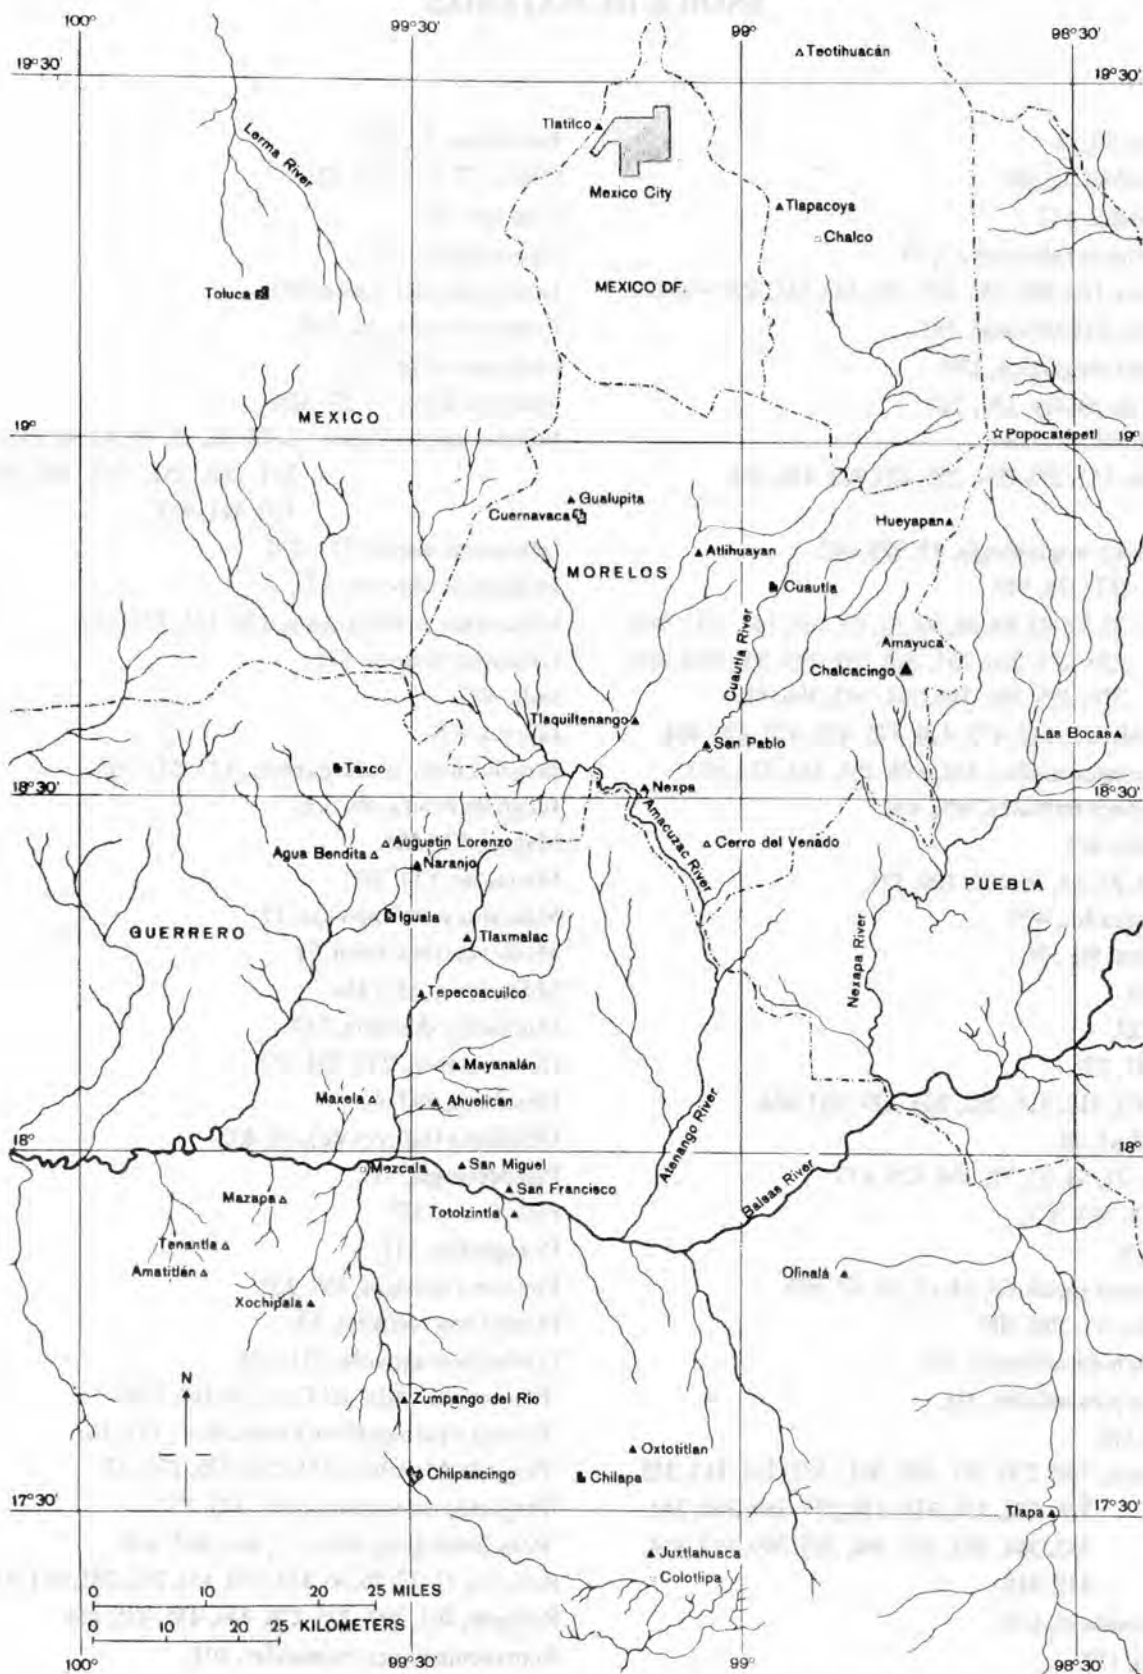 100°
99°30'
99°
98°30'
Teotihuacán
19°30'
19°30'
Tlatilco
Lerma River
Mexico City
Tlapacoya
Chalco
Toluca
MEXICO DF.
MEXICO
Popocatepetl
19°
19°
Gualupita
Cuernavaca
Hueyapan
Atlihuayan
MORELOS
Cuautla
Cuautla River
Amayuca
Chalcacingo
Tlaquiltenango
San Pablo
Las Bocas
Taxco
Nexpa
18°30'
18°30'
Amacuzac River
Augustin Lorenzo
Cerro del Venado
Agua Bendita
Naranjo
PUEBLA
Iguala
GUERRERO
Tlaxmalac
Nexapa River
Tepecoacuilco
Mayanalán
Maxela
Ahuelican
Atenango River
18°
18°
Mezcala
San Miguel
San Francisco
Balsas River
Mazapa
Totolzintla
Tenantla
Amatitlán
Olinalá
Xochipala
N
Zumpango del Rio
Oxtotitlan
Chilpancingo
Chilapa
17°30'
17°30'
Tlapa
Juxtlahuaca
Colotlipa
0 10 20 25 MILES
0 10 20 25 KILOMETERS
100°
99°30'
99°
98°30'